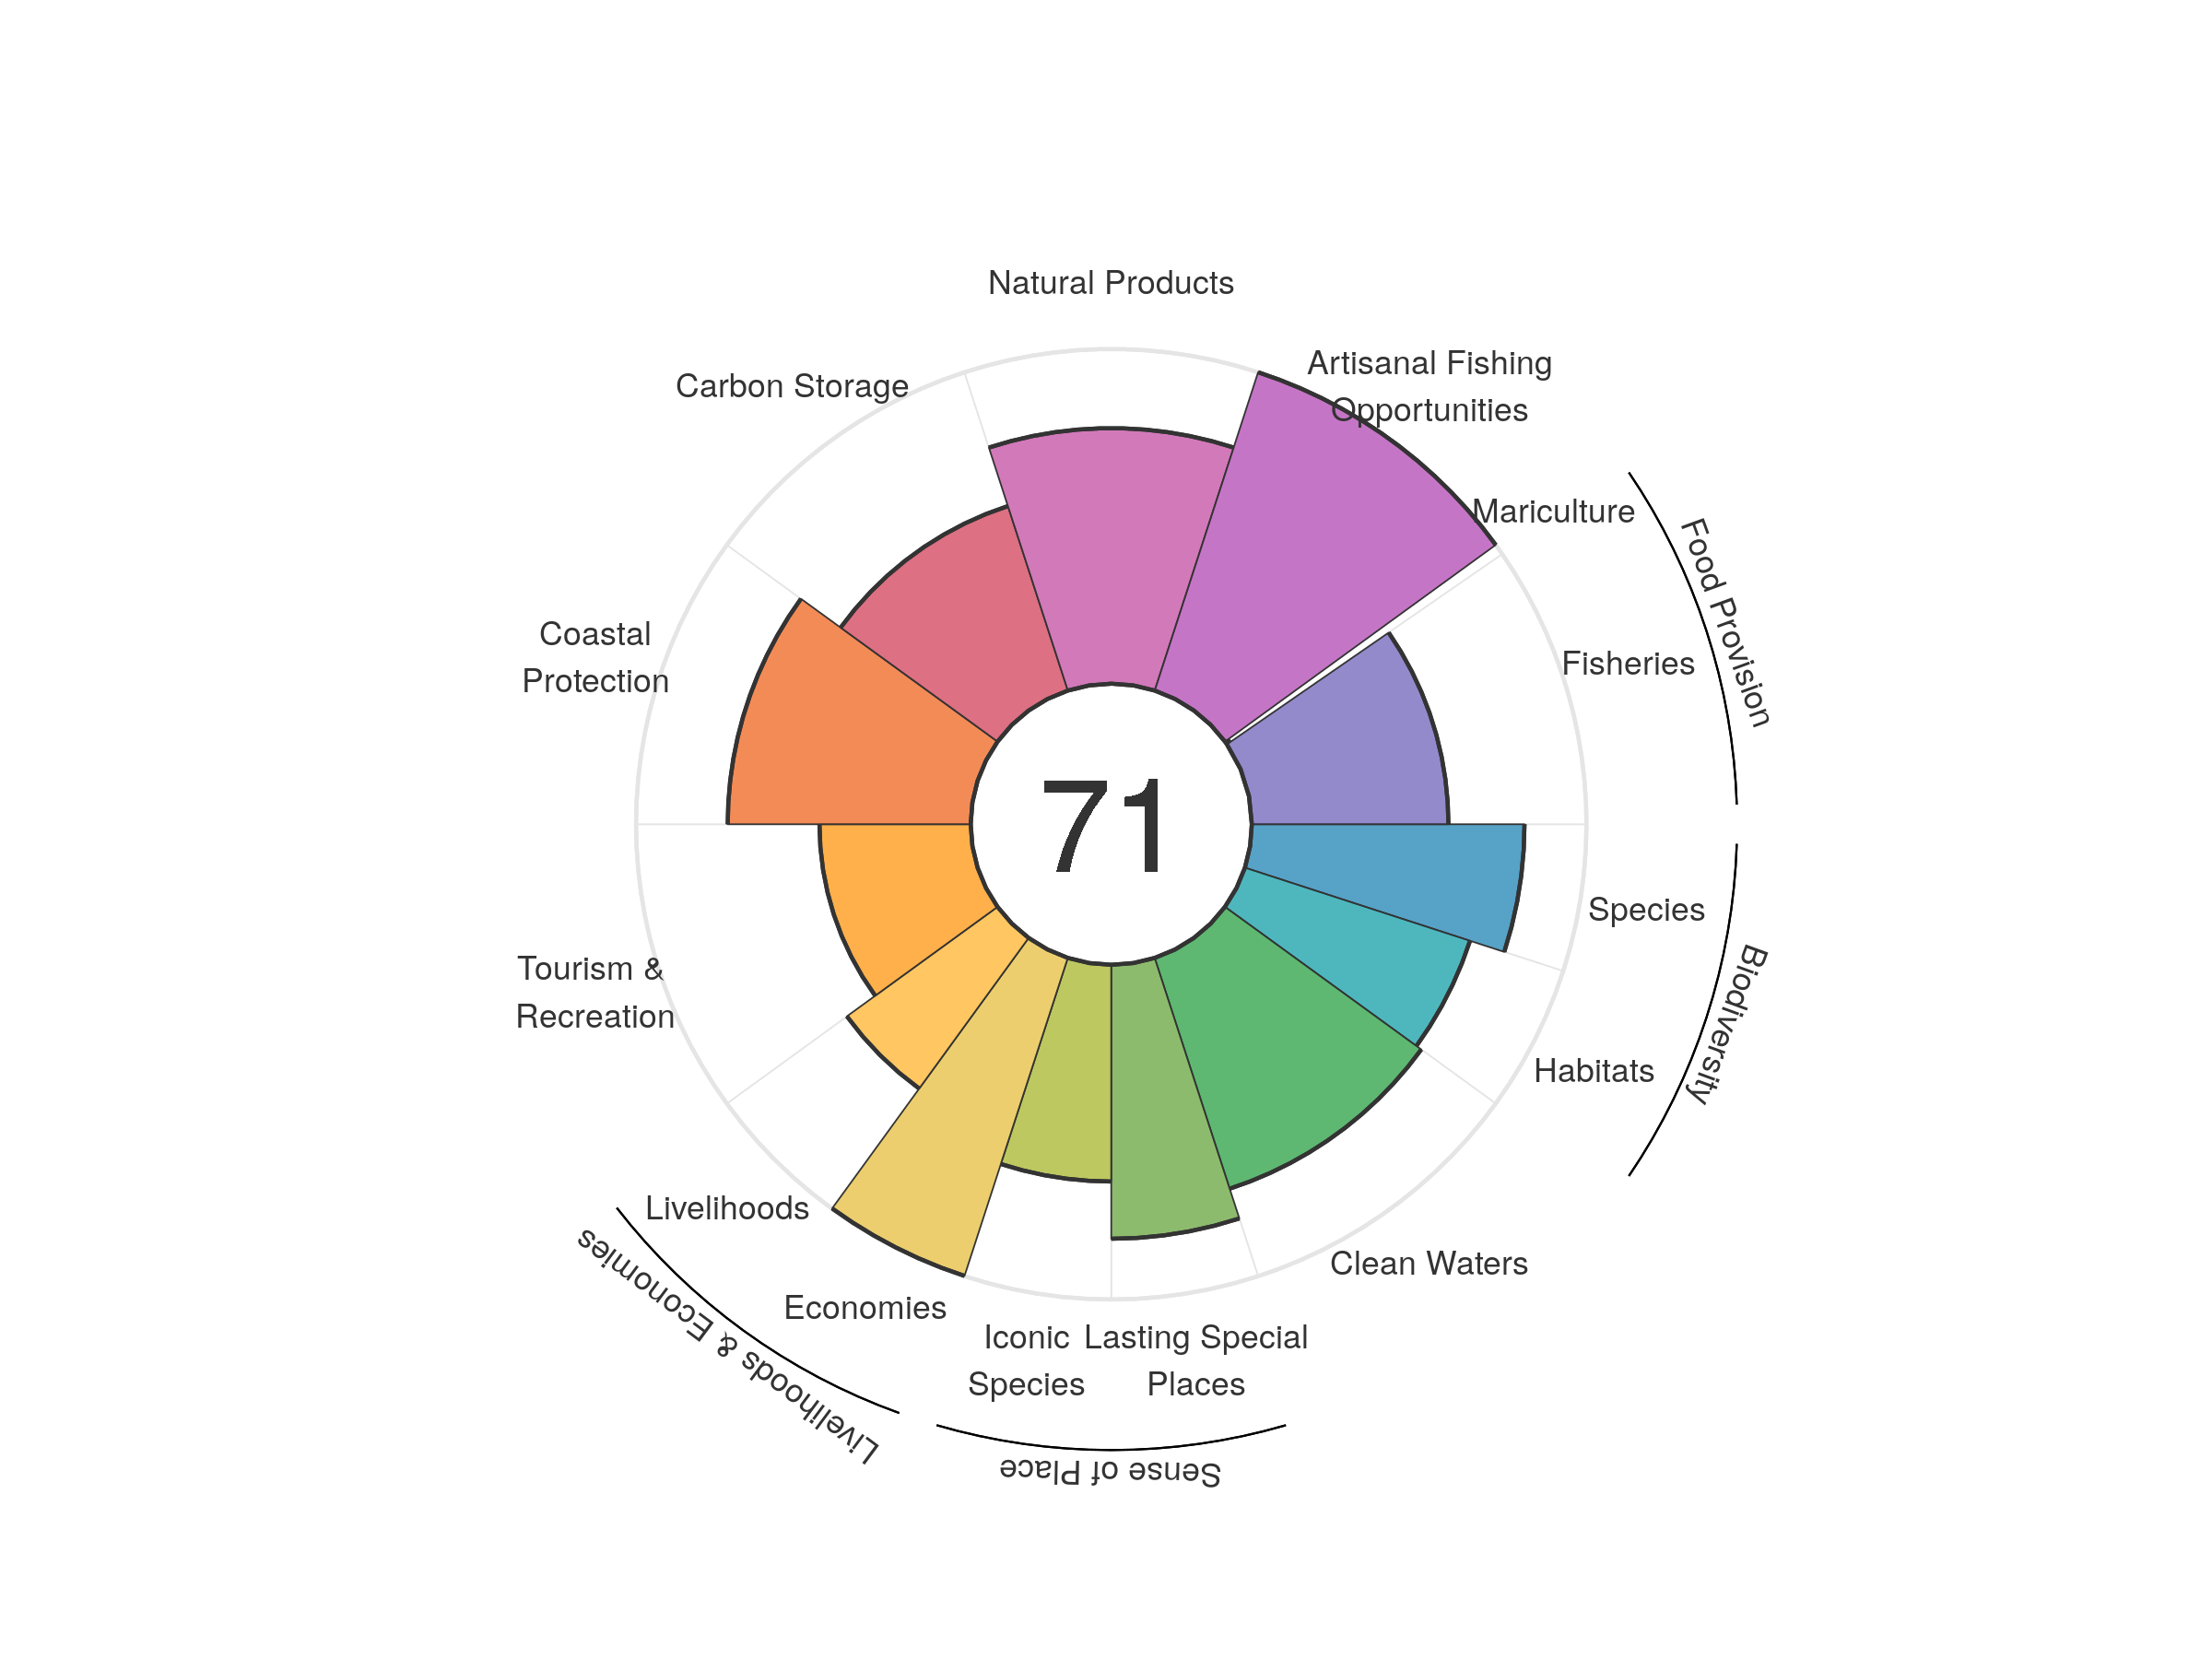 Natural Products
Artisanal Fishing
Opportunities
Carbon Storage
Mariculture
Food Provision
Coastal
Protection
Fisheries
71
Species
Biodiversity
Tourism &
Recreation
Habitats
Livelihoods
Livelihoods & Economies
Clean Waters
Economies
Iconic
Species
Lasting Special
Places
Sense of Place